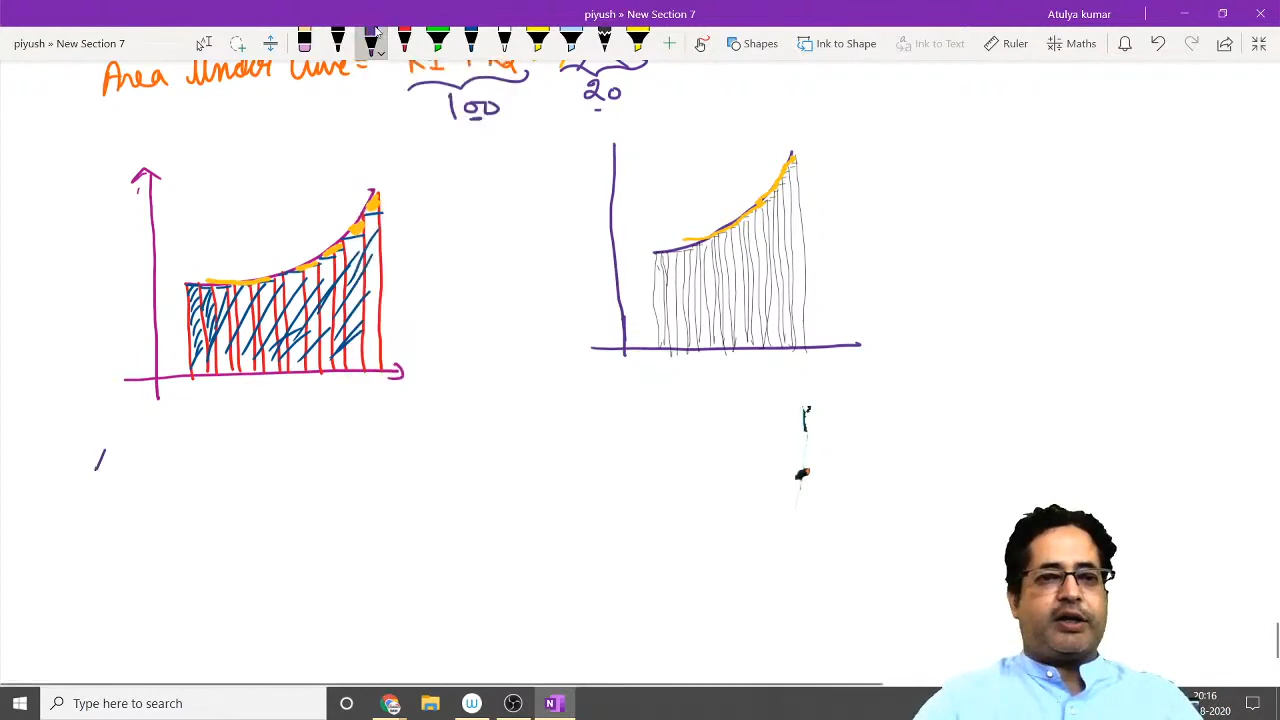 piyush » New Section 7
Atulya kumar
piyush » New Section 7
Shapes
Ink to Shape
Ink to Text
Ruler
Maths
Area Under Curve =
100
20
Type here to search
20:16
8-2020